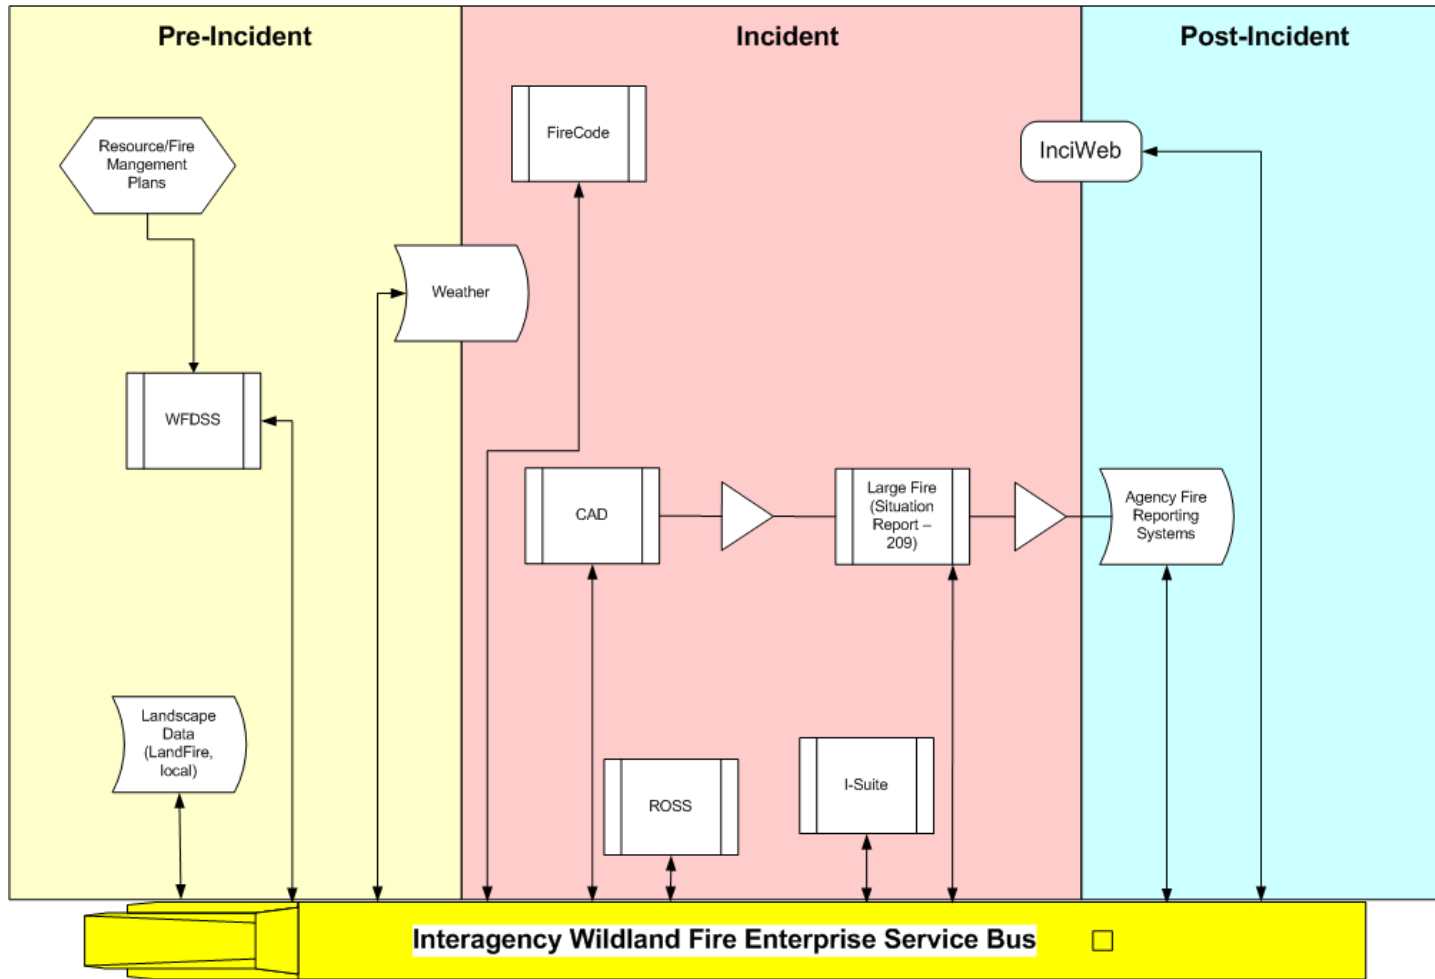 Pre-Incident
Incident
Post-Incident
FireCode
Resource/Fire
Mangement
Plans
InciWeb
Weather
WFDSS
CAD
Large Fire
(Situation
Report –
209)
Agency Fire
Reporting
Systems
Landscape
Data
(LandFire,
local)
ROSS
I-Suite
Interagency Wildland Fire Enterprise Service Bus